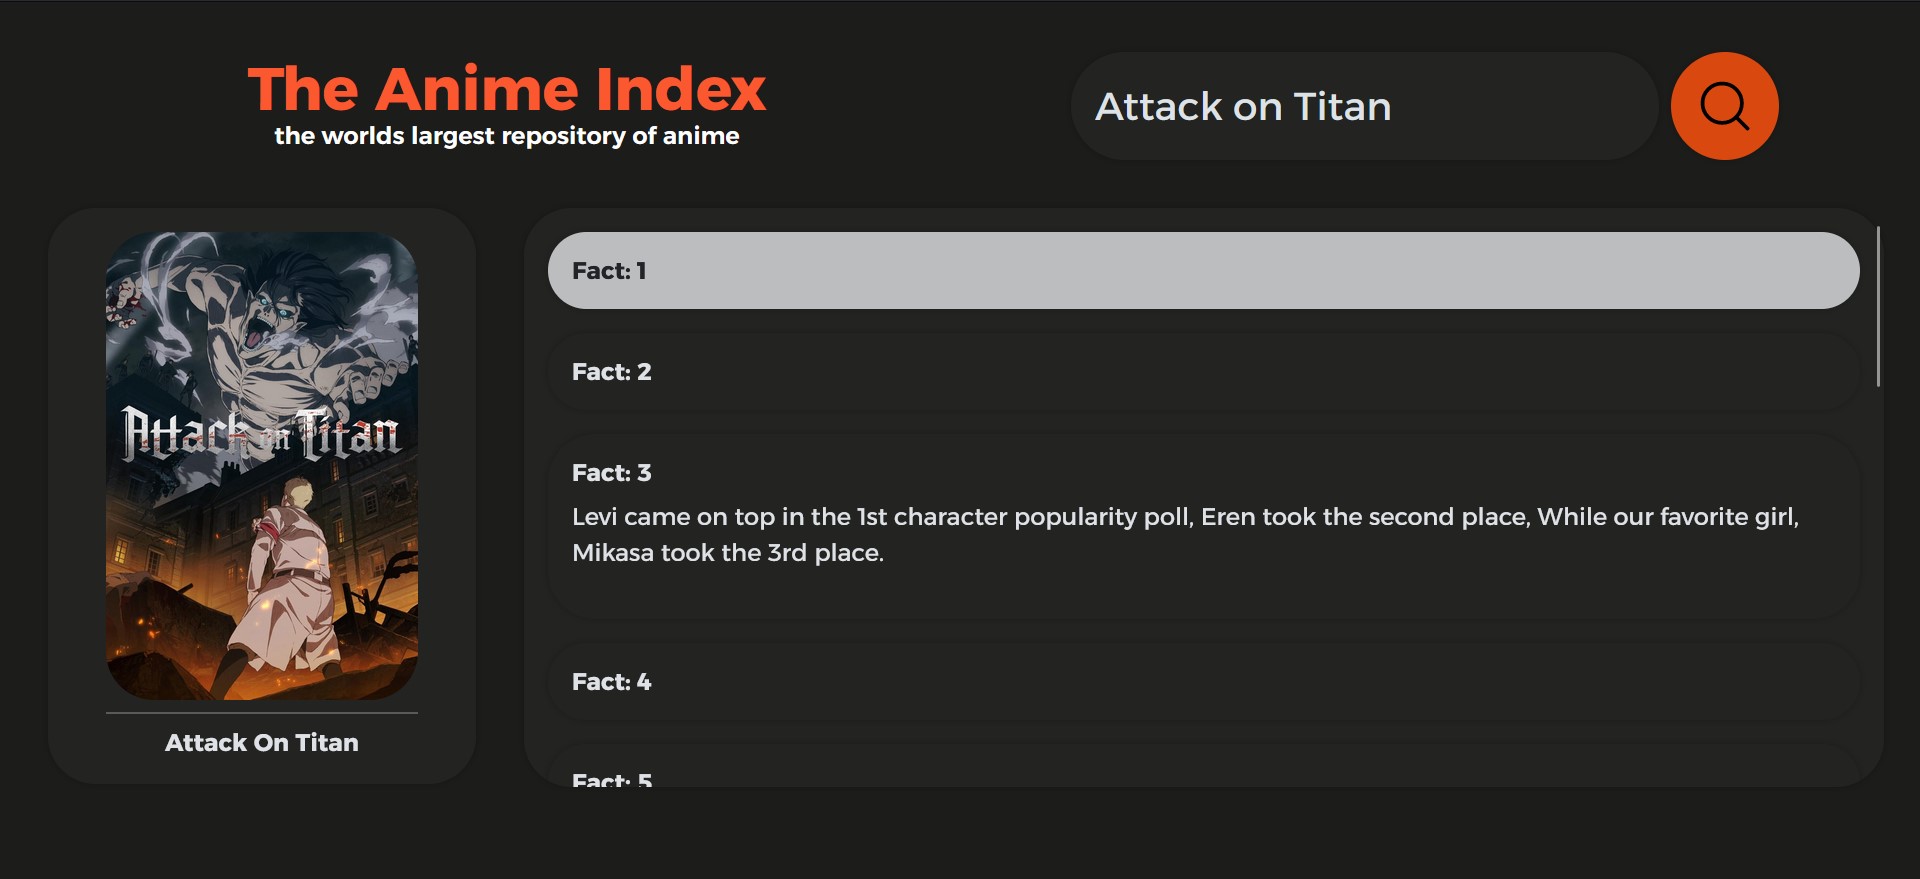 The Anime Index
the worlds largest repository of anime
Attack on Titan
Attack on Titan
Attack On Titan
Fact: 1
Fact: 2
Fact: 3
Levi came on top in the 1st character popularity poll, Eren took the second place, While our favorite girl,
Mikasa took the 3rd place.
Fact: 4
Fact: 5